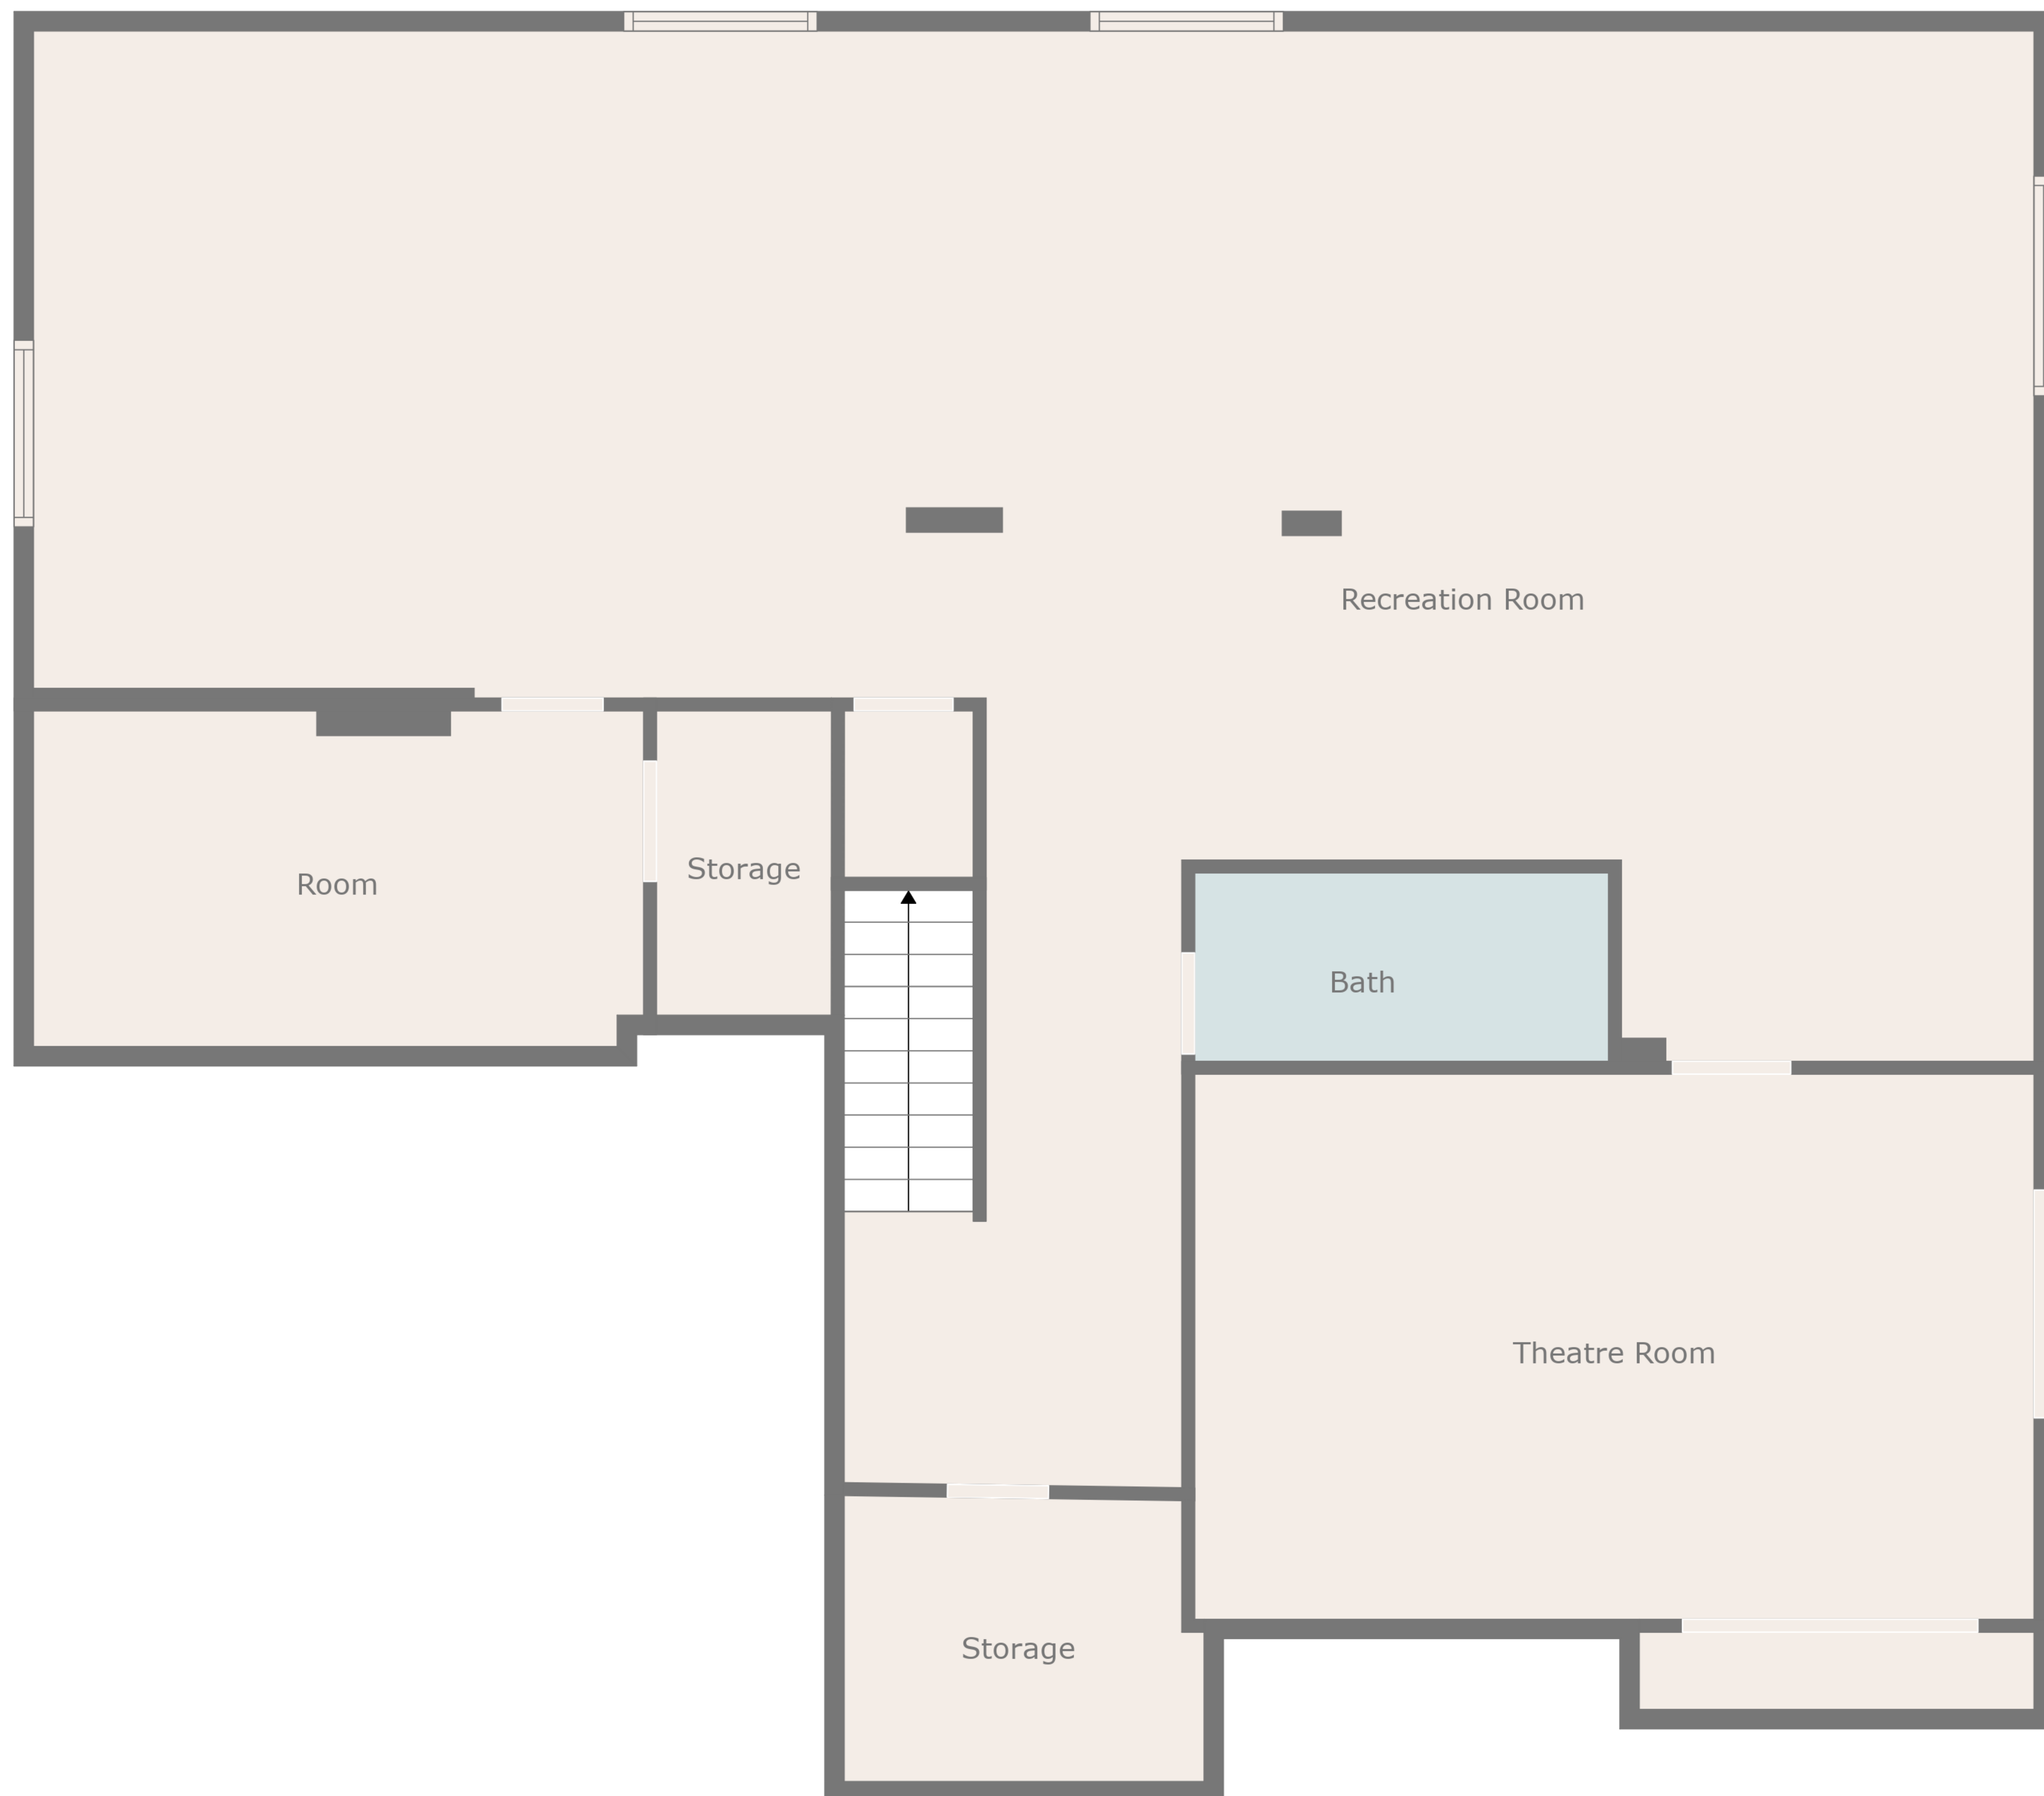 Recreation Room
Storage
Room
Bath
Theatre Room
Storage